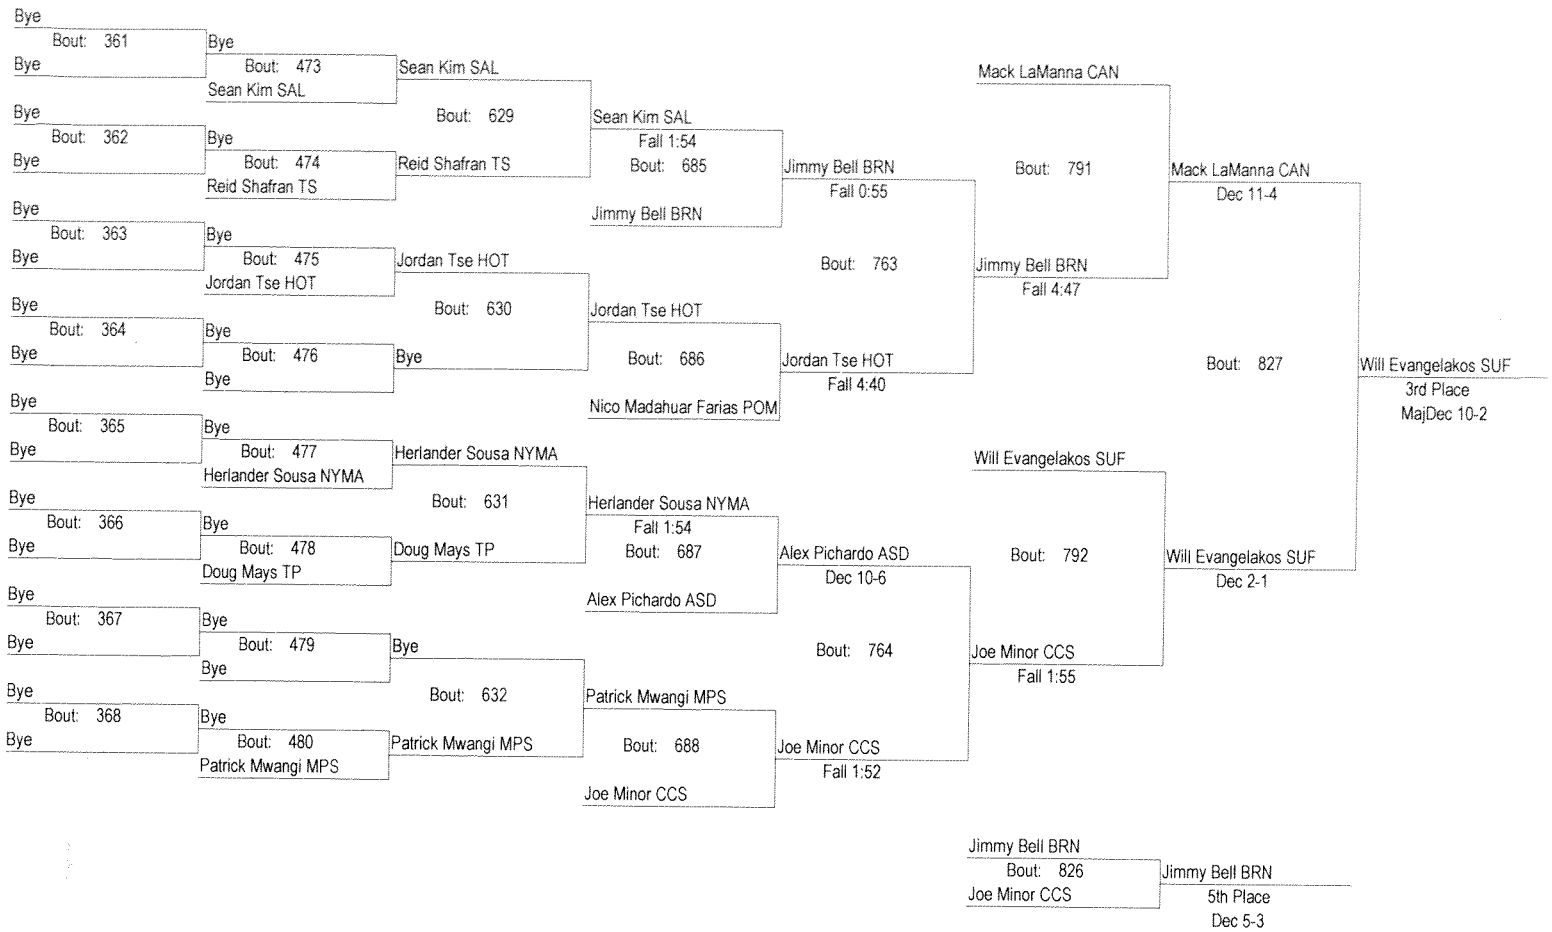 Bye
Bout: 361
Bye
Bye
Bout: 473
Sean Kim SAL
Sean Kim SAL
Bye
Bout: 362
Bye
Bye
Bout: 474
Reid Shafran TS
Bout: 629
Reid Shafran TS
Sean Kim SAL
Fall 1:54
Bout: 685
Jimmy Bell BRN
Jimmy Bell BRN
Fall 0:55
Bye
Bout: 363
Bye
Bye
Bout: 475
Jordan Tse HOT
Jordan Tse HOT
Bye
Bout: 364
Bye
Bye
Bout: 476
Bye
Bout: 630
Bye
Jordan Tse HOT
Bout: 686
Nico Madahuar Farias POM
Jordan Tse HOT
Fall 4:40
Bout: 763
Mack LaManna CAN
Bout: 791
Jimmy Bell BRN
Fall 4:47
Mack LaManna CAN
Dec 11-4
Bye
Bout: 365
Bye
Bye
Bout: 477
Herlander Sousa NYMA
Herlander Sousa NYMA
Bye
Bout: 366
Bye
Bye
Bout: 478
Doug Mays TP
Bout: 631
Doug Mays TP
Herlander Sousa NYMA
Fall 1:54
Bout: 687
Alex Pichardo ASD
Alex Pichardo ASD
Dec 10-6
Bye
Bout: 367
Bye
Bye
Bout: 479
Bye
Bye
Bye
Bout: 368
Bye
Bye
Bout: 480
Patrick Mwangi MPS
Bout: 632
Patrick Mwangi MPS
Patrick Mwangi MPS
Bout: 688
Joe Minor CCS
Joe Minor CCS
Fall 1:52
Bout: 764
Will Evangelakos SUF
Bout: 792
Joe Minor CCS
Fall 1:55
Will Evangelakos SUF
Dec 2-1
Bout: 827
Will Evangelakos SUF
3rd Place
MajDec 10-2
Jimmy Bell BRN
Bout: 826
Joe Minor CCS
Jimmy Bell BRN
5th Place
Dec 5-3